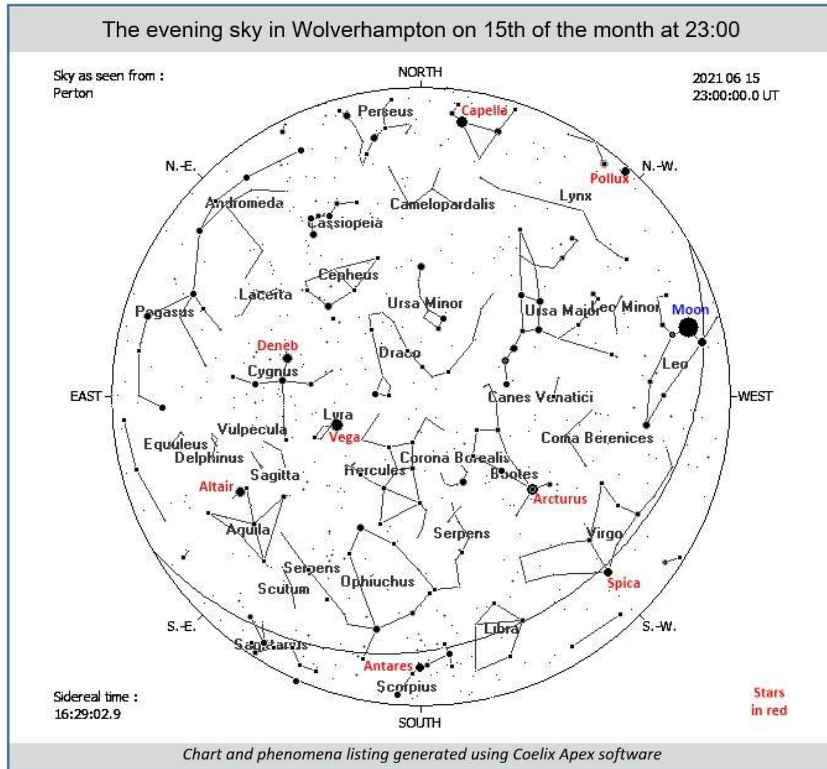 The evening sky in Wolverhampton on 15th of the month at 23:00
Sky as seen from :
Perton
NORTH
2021 06 15
23:00:00.0 UT
Perseus
Capella
N.-E.
N.-W.
Pollux
Andromeda
Camelopardalis
Lynx
Cassiopeia
Cepheus
Lacerta
Ursa Minor
Ursa Major
Leo Minor
Moon
Pegasus
Deneb
Draco
Leo
Cygnus
EAST
WEST
Canes Venatici
Lyra
Vulpecula
Vega
Coma Berenices
Equuleus
Delphinus
Corona Borealis
Sagitta
Hercules
Bootes
Altair
Arcturus
Aquila
Serpens
Virgo
Serpens
Ophiuchus
Scutum
Spica
S.-E.
Libra
S.-W.
Sagittarius
Antares
Scorpius
Sidereal time :
16:29:02.9
SOUTH
Stars
in red
Chart and phenomena listing generated using Coelix Apex software